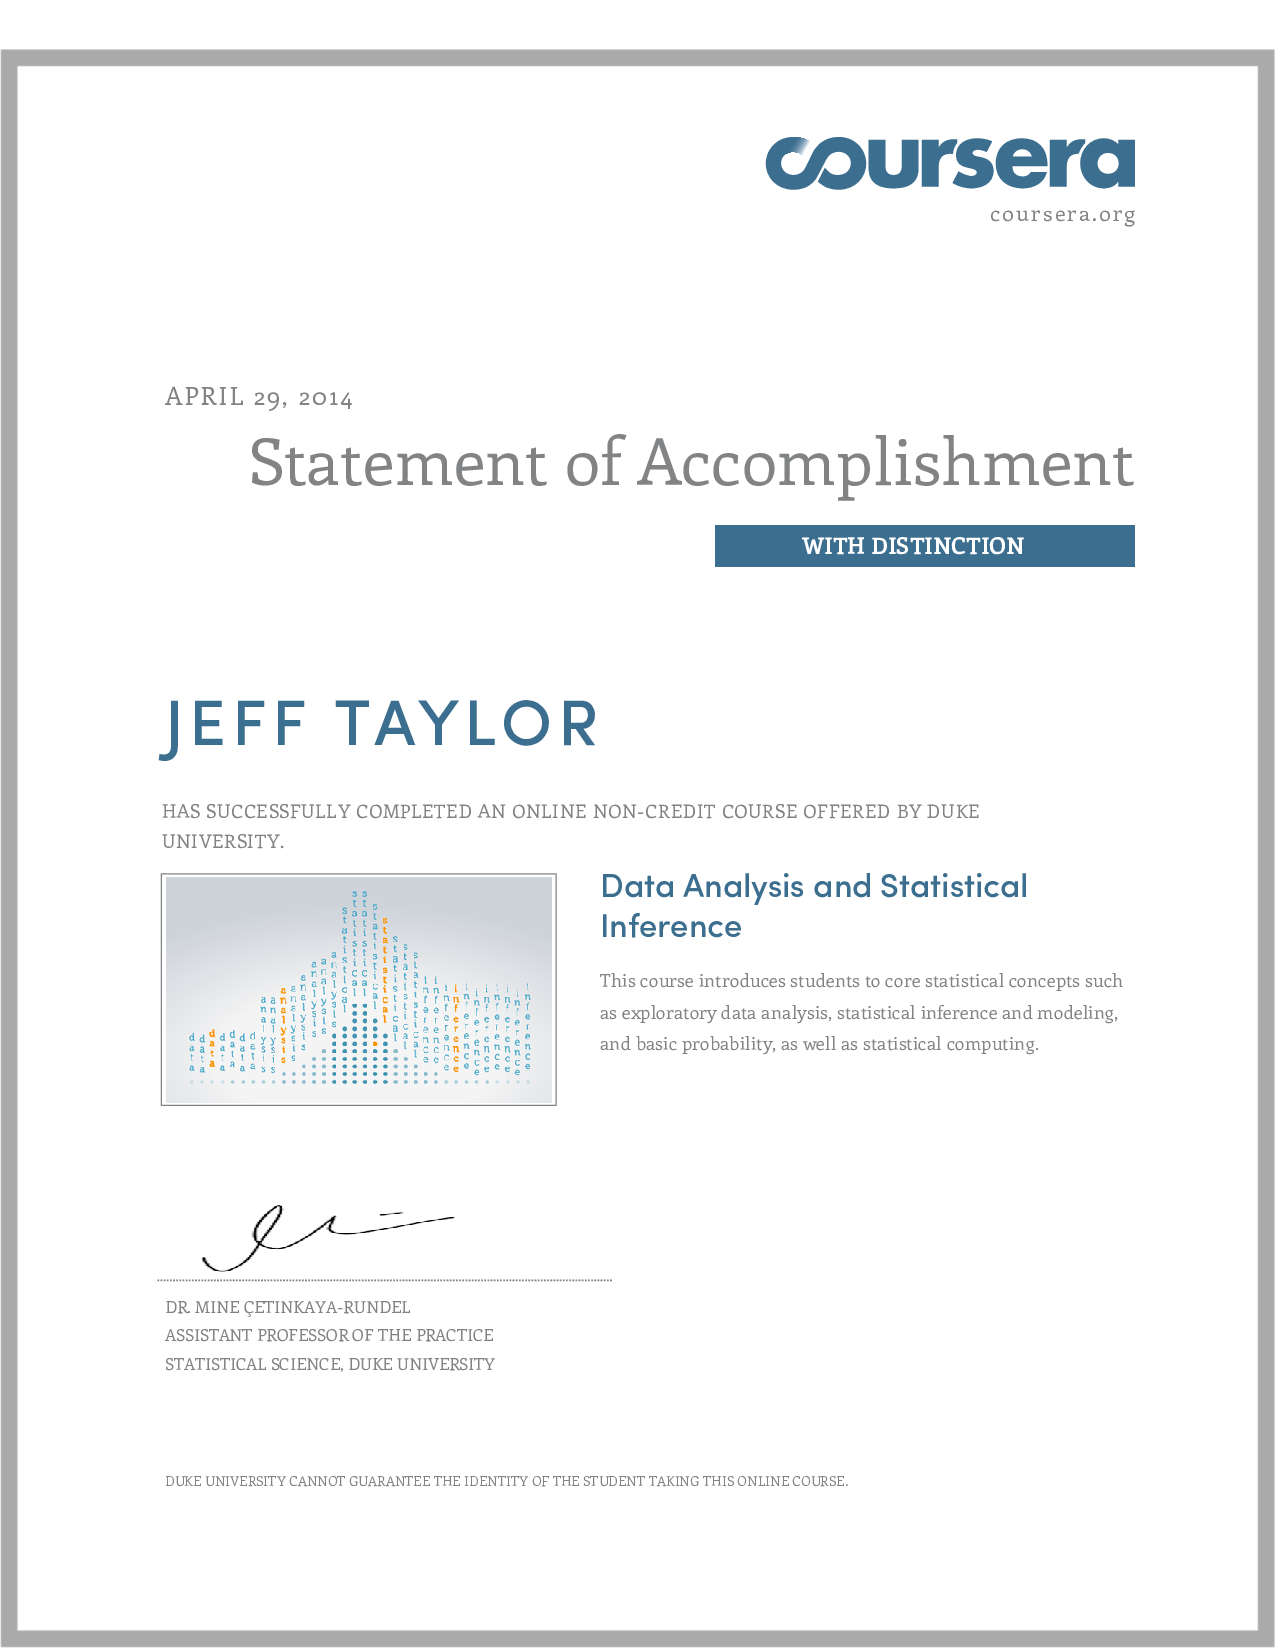 coursera
coursera.org
APRIL 29, 2014
Statement of Accomplishment
WITH DISTINCTION
JEFF TAYLOR
HAS SUCCESSFULLY COMPLETED AN ONLINE NON-CREDIT COURSE OFFERED BY DUKE
UNIVERSITY.
Data Analysis and Statistical
Inference
This course introduces students to core statistical concepts such
as exploratory data analysis, statistical inference and modeling,
and basic probability, as well as statistical computing.
DR. MINE ÇETINKAYA-RUNDEL
ASSISTANT PROFESSOR OF THE PRACTICE
STATISTICAL SCIENCE, DUKE UNIVERSITY
DUKE UNIVERSITY CANNOT GUARANTEE THE IDENTITY OF THE STUDENT TAKING THIS ONLINE COURSE.